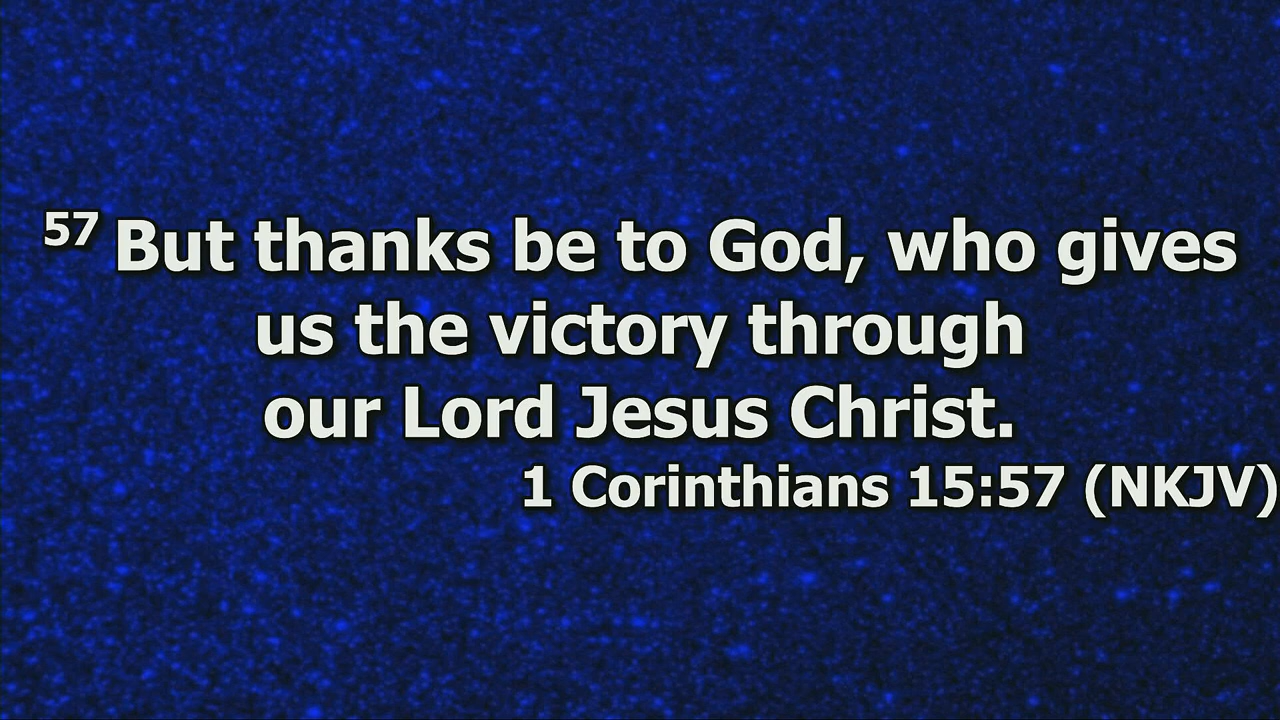 57 But thanks be to God, who gives
us the victory through
our Lord Jesus Christ.
1 Corinthians 15:57 (NKJV)